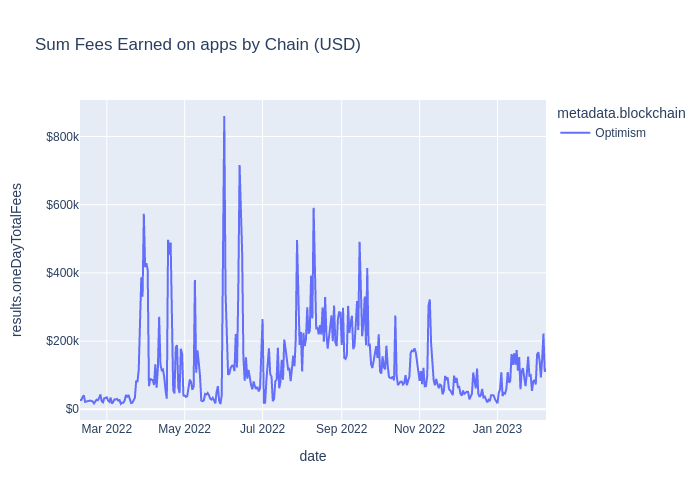 Sum Fees Earned on apps by Chain (USD)
metadata.blockchain
Optimism
results.oneDayTotalFees
$800k
$600k
$400k
$200k
$0
Mar 2022
May 2022
Jul 2022
Sep 2022
Nov 2022
Jan 2023
date